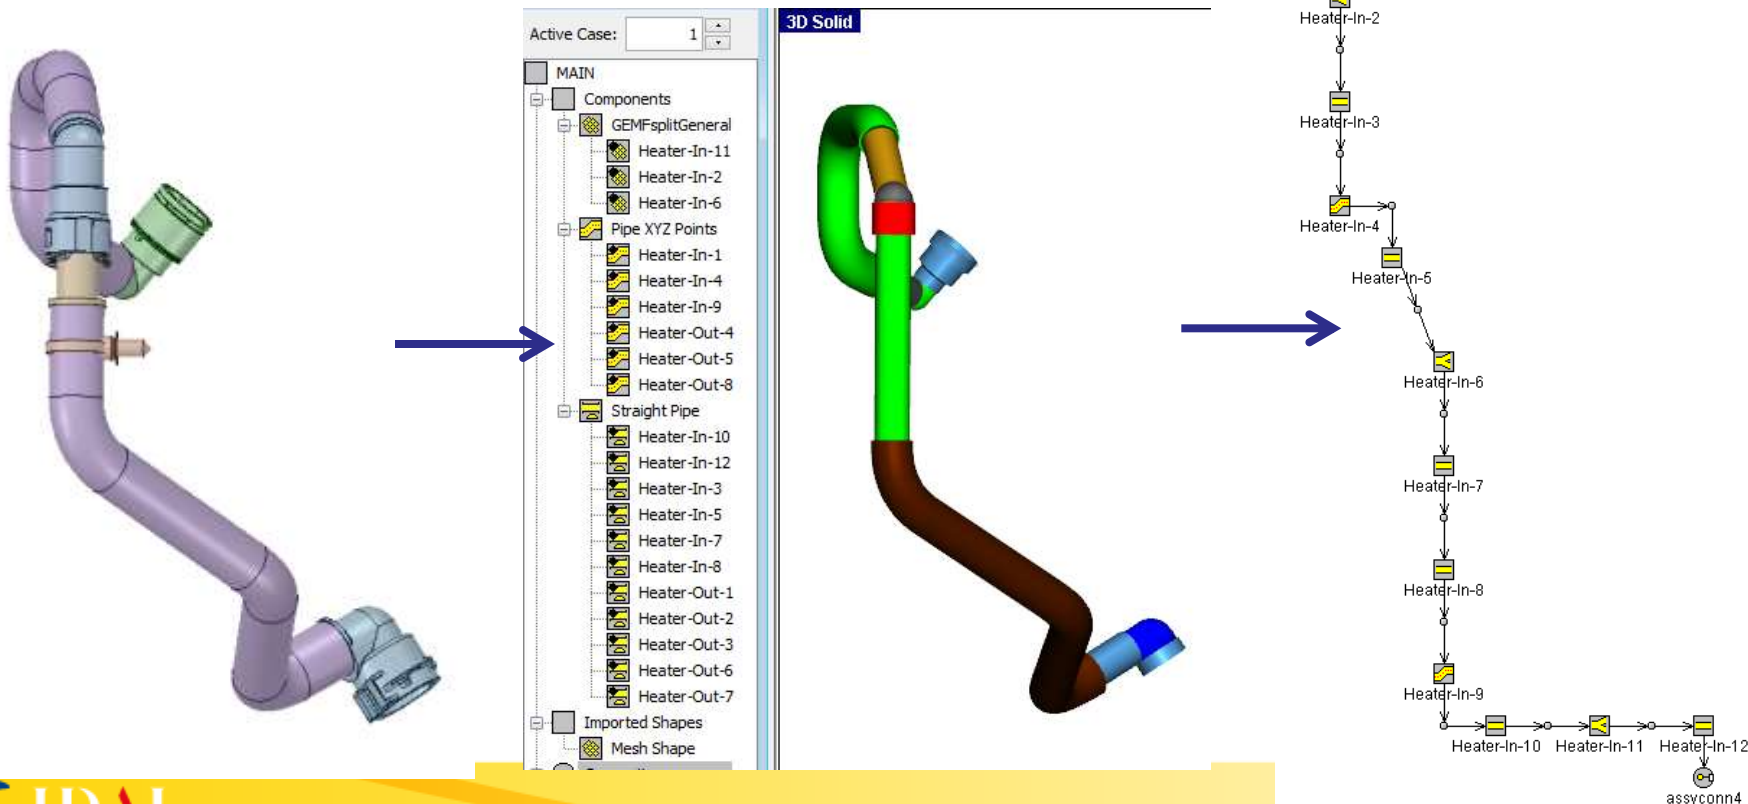 Active Case: 1
MAIN
Components
GEMFsplitGeneral
Heater-In-11
Heater-In-2
Heater-In-6
Pipe XYZ Points
Heater-In-1
Heater-In-4
Heater-In-9
Heater-Out-4
Heater-Out-5
Heater-Out-8
Straight Pipe
Heater-In-10
Heater-In-12
Heater-In-3
Heater-In-5
Heater-In-7
Heater-In-8
Heater-Out-1
Heater-Out-2
Heater-Out-3
Heater-Out-6
Heater-Out-7
Imported Shapes
Mesh Shape
3D Solid
Heater-In-2
Heater-In-3
Heater-In-4
Heater-In-5
Heater-In-6
Heater-In-7
Heater-In-8
Heater-In-9
Heater-In-10 Heater-In-11 Heater-In-12
assyconn4